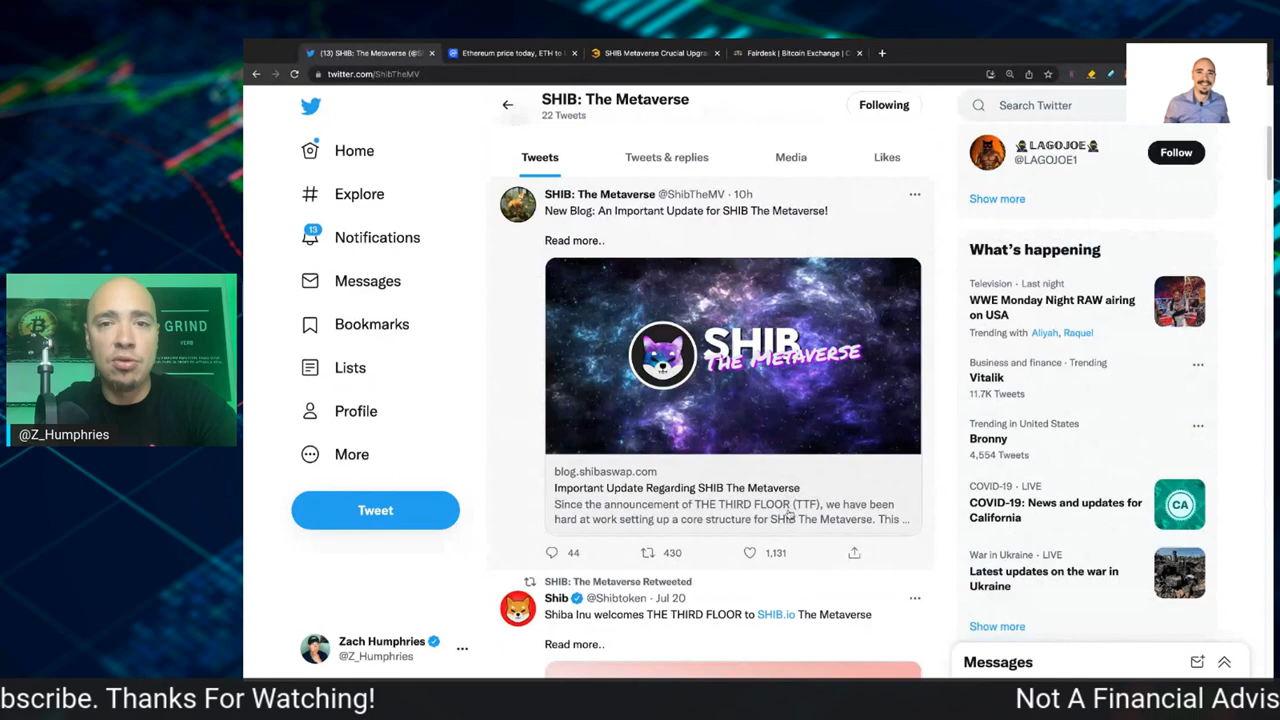 (13) SHIB: The Metaverse (@S
Ethereum price today, ETH to
SHIB Metaverse Crucial Upgra
Fairdesk | Bitcoin Exchange | C
twitter.com/ShibTheMV
SHIB: The Metaverse
22 Tweets
Following
Search Twitter
Home
Explore
13
Notifications
Messages
Bookmarks
Lists
Profile
More
Tweet
Zach Humphries
@Z_Humphries
Tweets
Tweets & replies
Media
Likes
SHIB: The Metaverse @ShibTheMV · 10h
New Blog: An Important Update for SHIB The Metaverse!
Read more..
SHIB
THE METAVERSE
blog.shibaswap.com
Important Update Regarding SHIB The Metaverse
Since the announcement of THE THIRD FLOOR (TTF), we have been
hard at work setting up a core structure for SHIB The Metaverse. This ...
44
430
1,131
SHIB: The Metaverse Retweeted
Shib @Shibtoken · Jul 20
Shiba Inu welcomes THE THIRD FLOOR to SHIB.io The Metaverse
Read more..
LAGOJOE
@LAGOJOE1
Follow
Show more
What's happening
Television · Last night
WWE Monday Night RAW airing
on USA
Trending with Aliyah, Raquel
Business and finance · Trending
Vitalik
11.7K Tweets
Trending in United States
Bronny
4,554 Tweets
COVID-19 · LIVE
COVID-19: News and updates for
California
CA
War in Ukraine · LIVE
Latest updates on the war in
Ukraine
Show more
Messages
GRIND
VERB
@Z_Humphries
bscribe. Thanks For Watching!
Not A Financial Advis